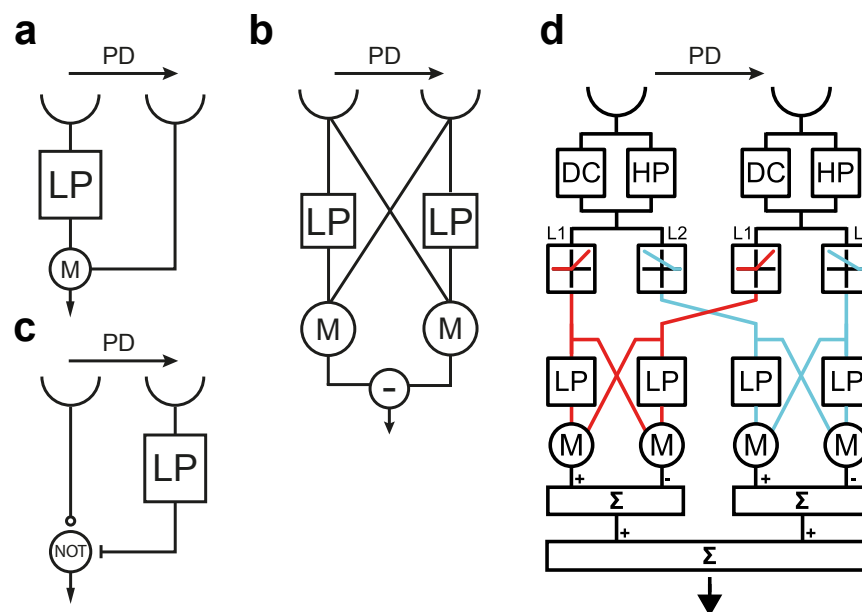 a
PD
LP
M
c
PD
LP
NOT
b
PD
LP LP
M M
-
d
PD
DC HP DC HP
L1 L2 L1 L
LP LP LP LP
M M M M
+ - + -
Σ Σ
+ +
Σ